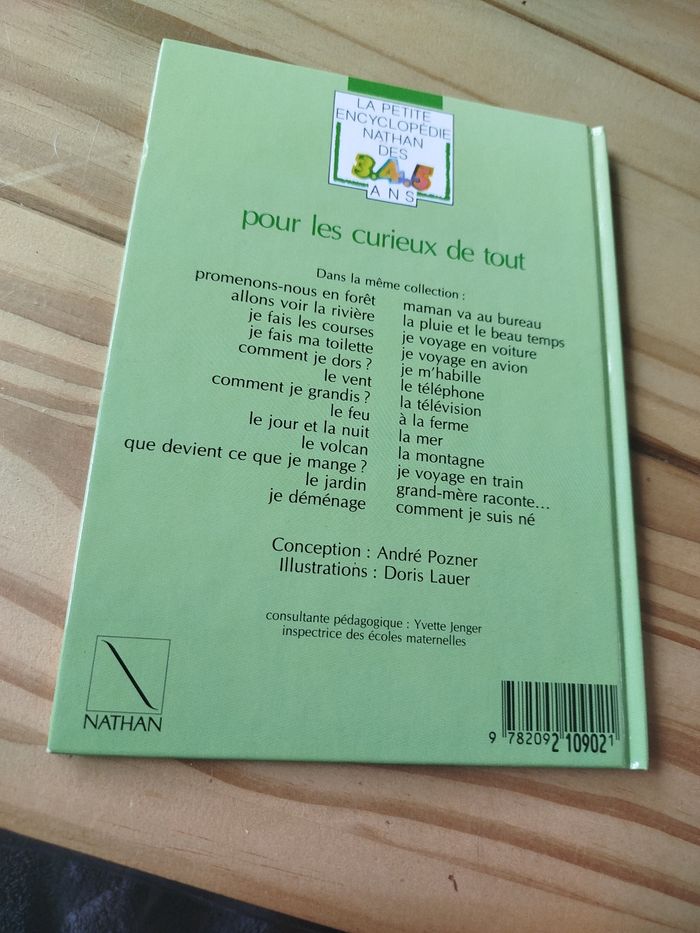 LA PETITE
ENCYCLOPÉDIE
NATHAN
DES
3.4.5
ANS
pour les curieux de tout
Dans la même collection :
promenons-nous en forêt
allons voir la rivière
je fais les courses
je fais ma toilette
comment je dors ?
le vent
comment je grandis ?
le feu
le jour et la nuit
le volcan
que devient ce que je mange ?
le jardin
je déménage
maman va au bureau
la pluie et le beau temps
je voyage en voiture
je voyage en avion
je m'habille
le téléphone
la télévision
à la ferme
la mer
la montagne
je voyage en train
grand-mère raconte...
comment je suis né
Conception : André Pozner
Illustrations : Doris Lauer
consultante pédagogique : Yvette Jenger
inspectrice des écoles maternelles
NATHAN
9 782092 109021